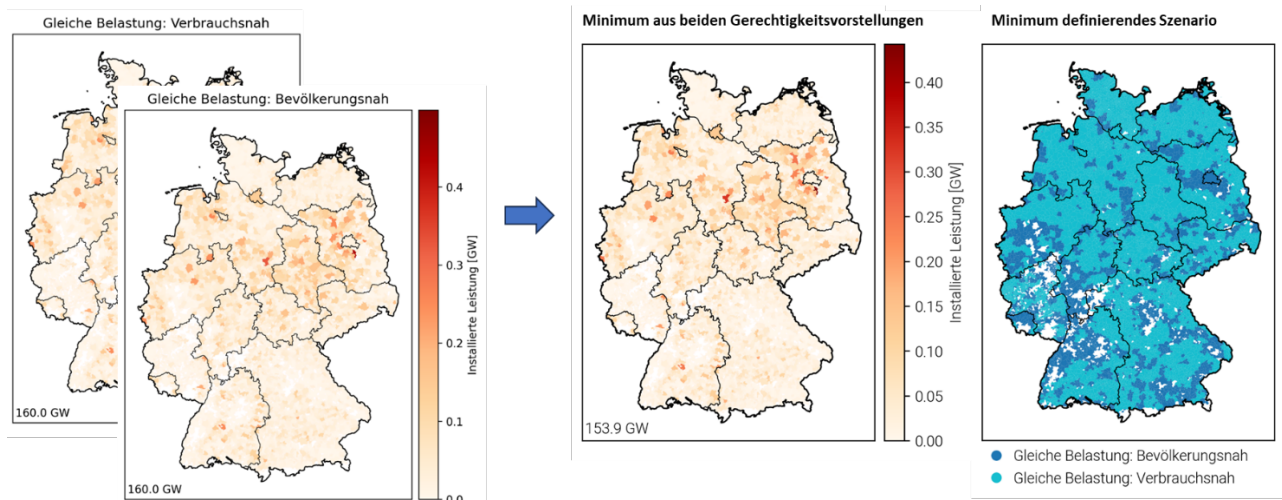 Gleiche Belastung: Verbrauchsnah
160.0 GW
Gleiche Belastung: Bevölkerungsnah
0.4
0.3
0.2
0.1
0.0
Installierte Leistung [GW]
160.0 GW
Minimum aus beiden Gerechtigkeitsvorstellungen
0.40
0.35
0.30
0.25
0.20
0.15
0.10
0.05
0.00
Installierte Leistung [GW]
153.9 GW
Minimum definierendes Szenario
Gleiche Belastung: Bevölkerungsnah
Gleiche Belastung: Verbrauchsnah